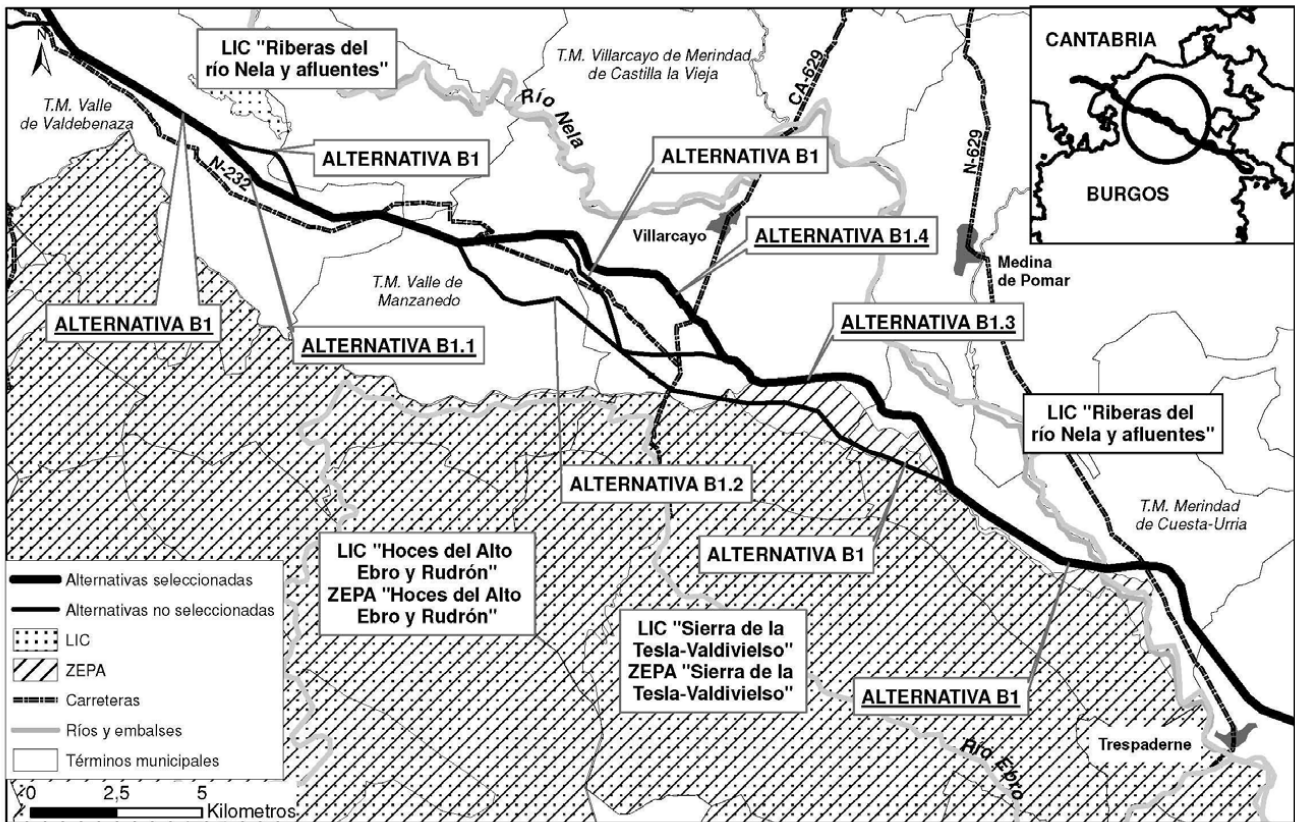 N
LIC "Riberas del
río Nela y afluentes"
T.M. Villarcayo de Merindad
de Castilla la Vieja
CA-629
N-629
CANTABRIA
BURGOS
T.M. Valle
de Valdebenaza
Río Nela
ALTERNATIVA B1
ALTERNATIVA B1
N-232
Villarcayo
ALTERNATIVA B1.4
Medina
de Pomar
T.M. Valle de
Manzanedo
ALTERNATIVA B1
ALTERNATIVA B1.1
ALTERNATIVA B1.3
LIC "Riberas del
río Nela y afluentes"
ALTERNATIVA B1.2
T.M. Merindad
de Cuesta-Urria
ALTERNATIVA B1
LIC "Hoces del Alto
Ebro y Rudrón"
ZEPA "Hoces del Alto
Ebro y Rudrón"
LIC "Sierra de la
Tesla-Valdivielso"
ZEPA "Sierra de la
Tesla-Valdivielso"
ALTERNATIVA B1
Trespaderne
Río Ebro
Alternativas seleccionadas
Alternativas no seleccionadas
LIC
ZEPA
Carreteras
Ríos y embalses
Términos municipales
0 2,5 5
Kilometros